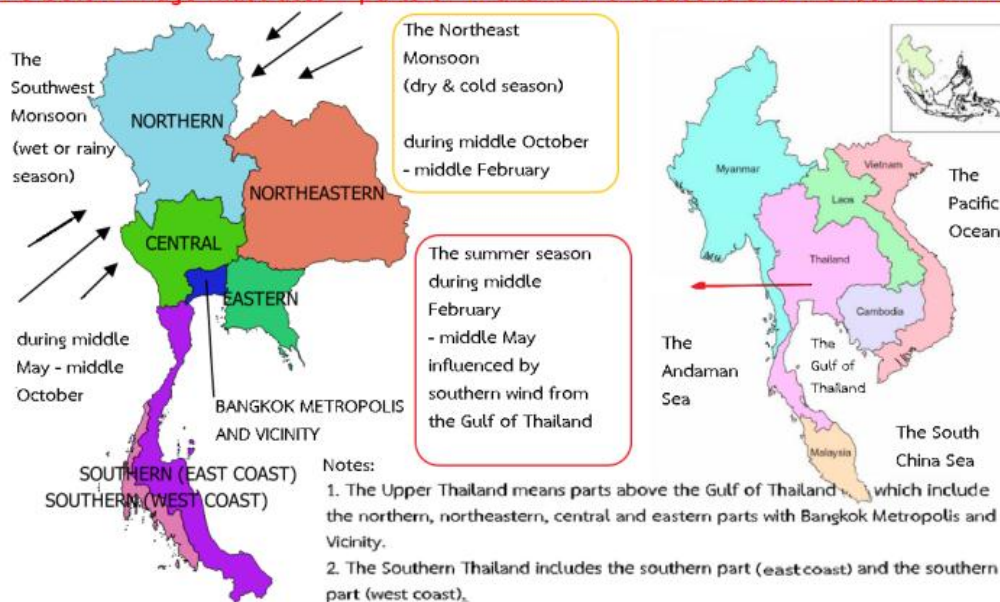 The
Southwest
Monsoon
(wet or rainy
season)
during middle
May - middle
October
NORTHERN
NORTHEASTERN
CENTRAL
EASTERN
BANGKOK METROPOLIS
AND VICINITY
SOUTHERN (EAST COAST)
SOUTHERN (WEST COAST)
The Northeast
Monsoon
(dry & cold season)
during middle October
- middle February
The summer season
during middle
February
- middle May
influenced by
southern wind from
the Gulf of Thailand
Myanmar
Vietnam
Laos
Thailand
Cambodia
Malaysia
The
Pacific
Ocean
The
Andaman
Sea
The
Gulf of
Thailand
The South
China Sea
Notes:
1. The Upper Thailand means parts above the Gulf of Thailand which include
the northern, northeastern, central and eastern parts with Bangkok Metropolis and
Vicinity.
2. The Southern Thailand includes the southern part (east coast) and the southern
part (west coast).